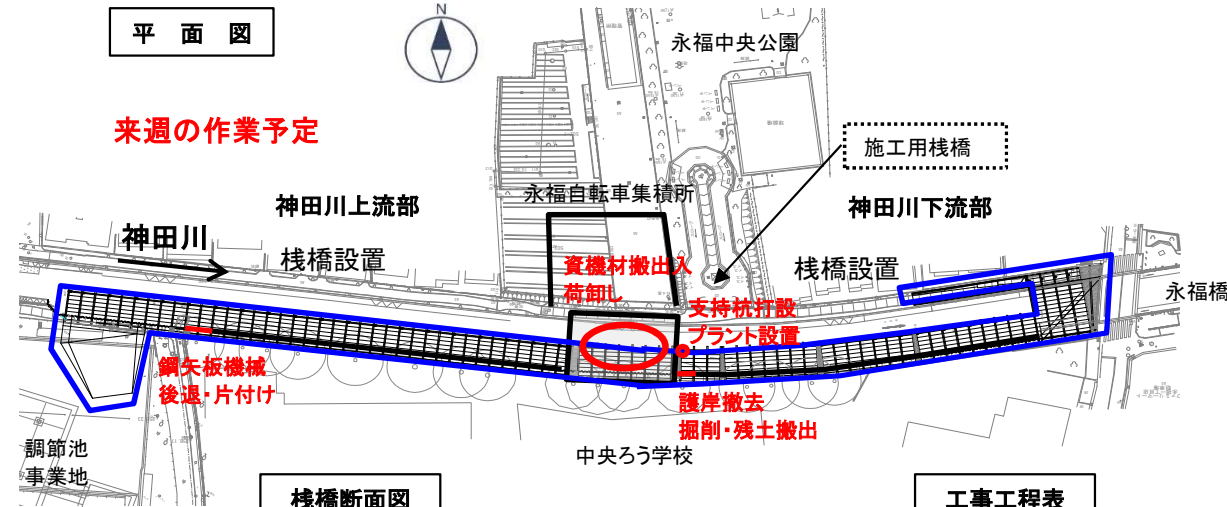 平 面 図
N
永福中央公園
来週の作業予定
施工用桟橋
永福自転車集積所
神田川上流部
神田川下流部
神田川
桟橋設置
資機材搬出入
荷卸し
桟橋設置
永福橋
支持杭打設
プラント設置
鋼矢板機械
後退・片付け
護岸撤去
掘削・残土搬出
調節池
事業地
中央ろう学校
桟橋断面図
工事工程表